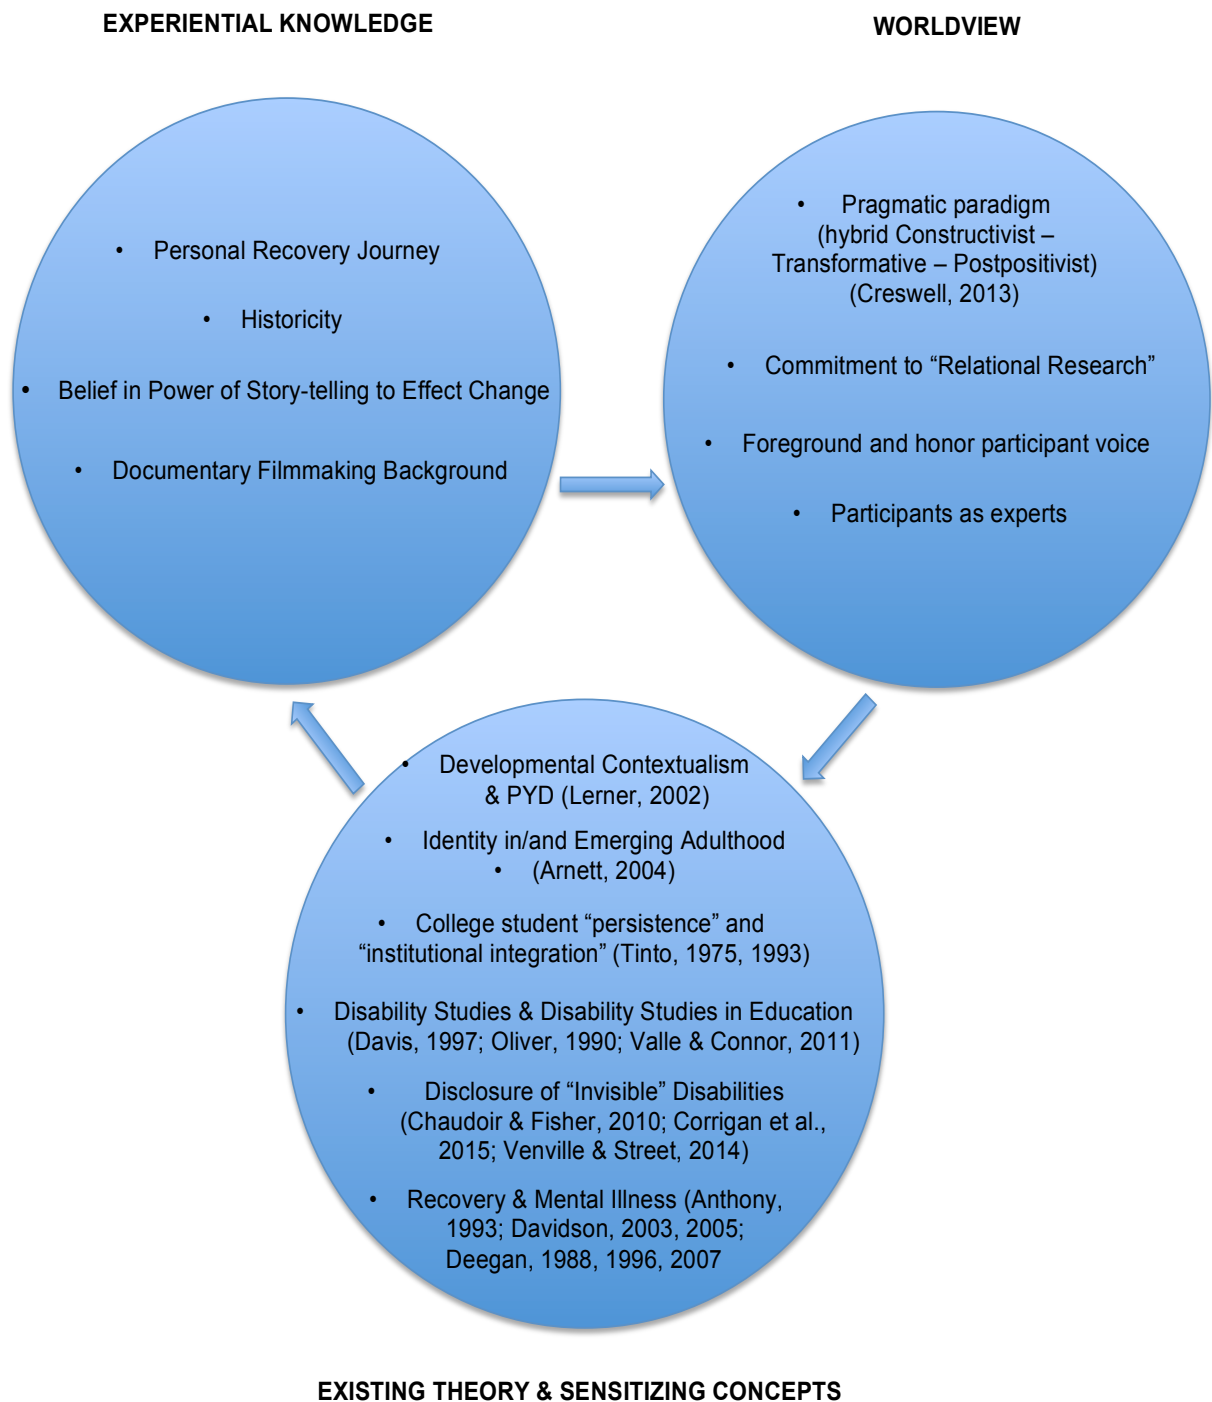 EXPERIENTIAL KNOWLEDGE
• Personal Recovery Journey
• Historicity
• Belief in Power of Story-telling to Effect Change
• Documentary Filmmaking Background
WORLDVIEW
• Pragmatic paradigm
(hybrid Constructivist –
Transformative – Postpositivist)
(Creswell, 2013)
• Commitment to “Relational Research”
• Foreground and honor participant voice
• Participants as experts
• Developmental Contextualism
& PYD (Lerner, 2002)
• Identity in/and Emerging Adulthood
• (Arnett, 2004)
• College student “persistence” and
“institutional integration” (Tinto, 1975, 1993)
• Disability Studies & Disability Studies in Education
(Davis, 1997; Oliver, 1990; Valle & Connor, 2011)
• Disclosure of “Invisible” Disabilities
(Chaudoir & Fisher, 2010; Corrigan et al.,
2015; Venville & Street, 2014)
• Recovery & Mental Illness (Anthony,
1993; Davidson, 2003, 2005;
Deegan, 1988, 1996, 2007
EXISTING THEORY & SENSITIZING CONCEPTS